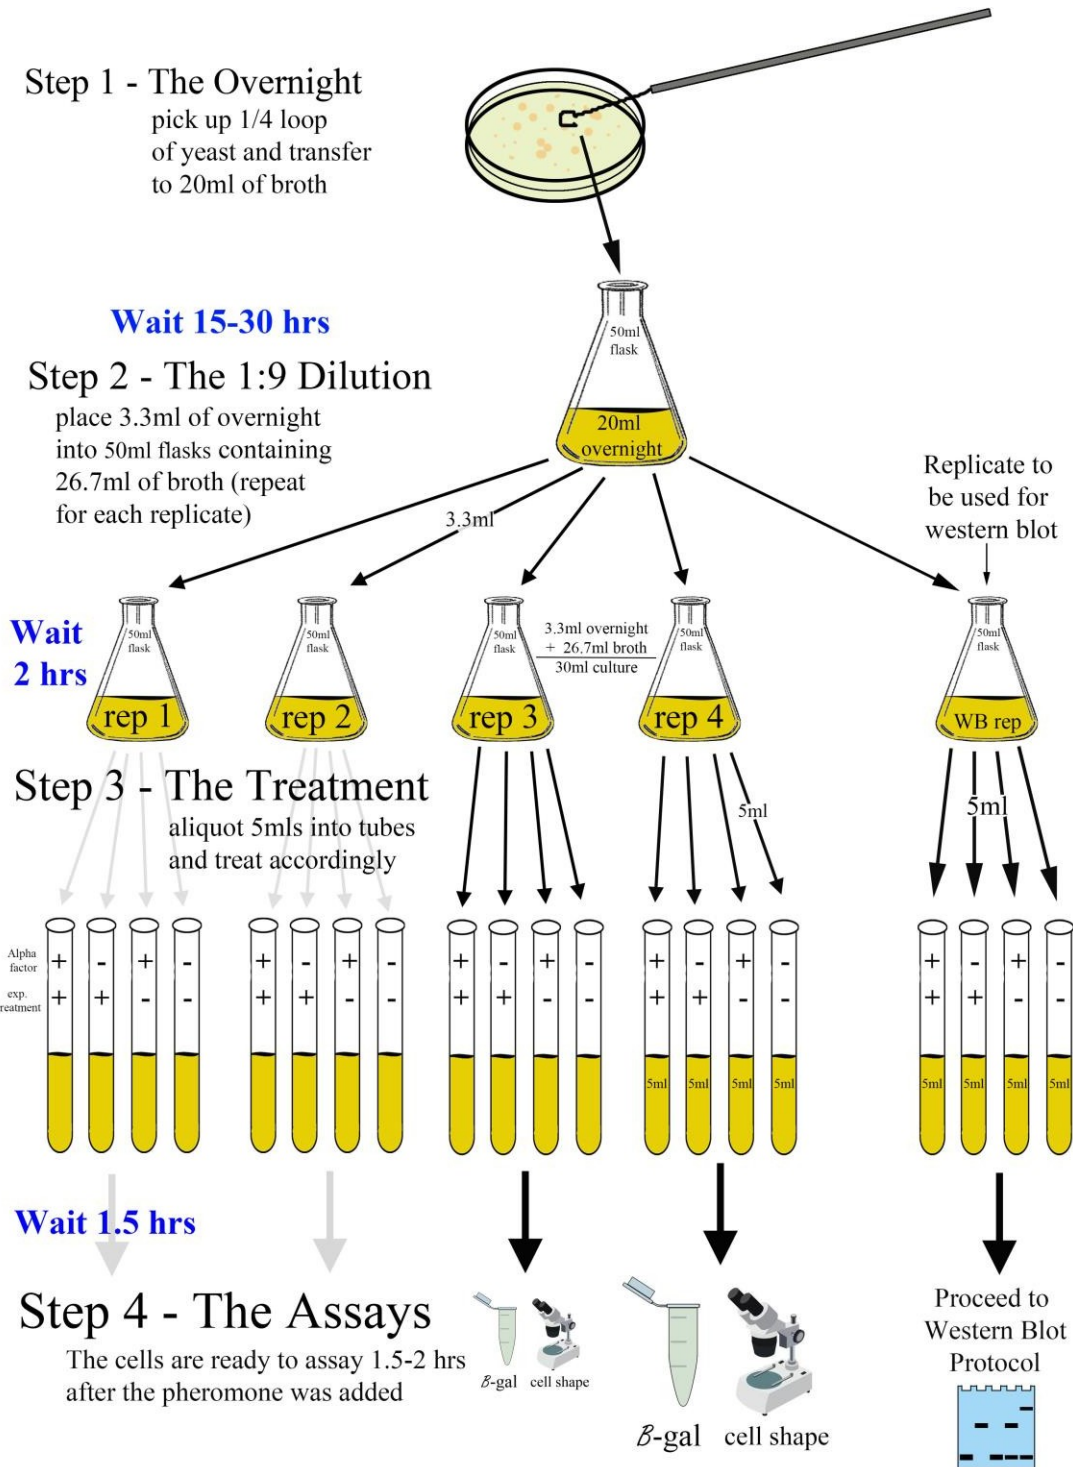 Step 1 - The Overnight
pick up 1/4 loop
of yeast and transfer
to 20ml of broth
Wait 15-30 hrs
50ml
flask
20ml
overnight
Step 2 - The 1:9 Dilution
place 3.3ml of overnight
into 50ml flasks containing
26.7ml of broth (repeat
for each replicate)
3.3ml
Replicate to
be used for
western blot
Wait
2 hrs
50ml
flask
rep 1
50ml
flask
rep 2
50ml
flask
rep 3
3.3ml overnight
+ 26.7ml broth
30ml culture
50ml
flask
rep 4
50ml
flask
WB rep
Step 3 - The Treatment
aliquot 5mls into tubes
and treat accordingly
5ml
5ml
Alpha
factor
+ - + - + - + - + - + - + - + - + - + -
exp.
reatment
+ + - - + + - - + + - - + + - - + + - -
5ml 5ml 5ml 5ml 5ml 5ml 5ml 5ml
Wait 1.5 hrs
Step 4 - The Assays
The cells are ready to assay 1.5-2 hrs
after the pheromone was added
B-gal cell shape
B-gal cell shape
Proceed to
Western Blot
Protocol